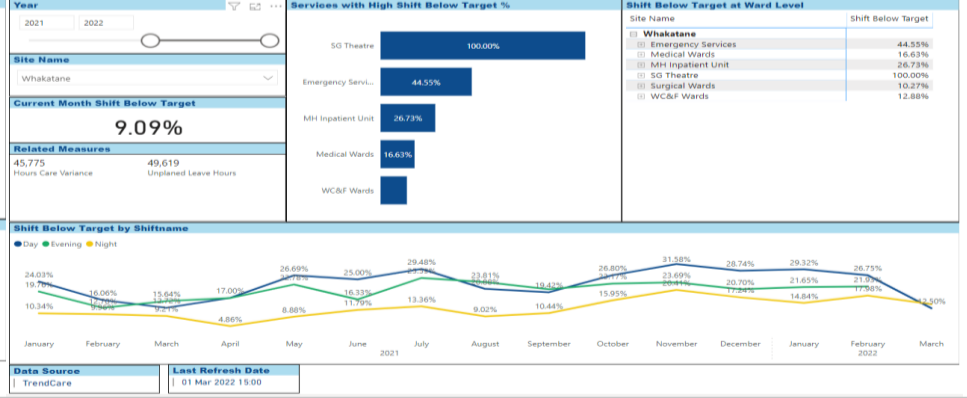 Year
2021
2022
Site Name
Whakatane
Current Month Shift Below Target
9.09%
Related Measures
45,775
49,619
Hours Care Variance
Unplaned Leave Hours
Services with High Shift Below Target %
SG Theatre
100.00%
Emergency Servi...
44.55%
MH Inpatient Unit
26.73%
Medical Wards
16.63%
WC&F Wards
Shift Below Target at Ward Level
Site Name
Shift Below Target
Whakatane
Emergency Services
44.55%
Medical Wards
16.63%
MH Inpatient Unit
26.73%
SG Theatre
100.00%
Surgical Wards
10.27%
WC&F Wards
12.88%
Shift Below Target by Shiftname
Day
Evening
Night
24.03%
10.34%
16.06%
15.64%
9.21%
17.00%
4.86%
26.69%
8.88%
25.00%
16.33%
11.79%
29.48%
13.36%
23.81%
9.02%
19.42%
10.44%
26.80%
15.95%
31.58%
23.69%
20.41%
28.74%
20.70%
29.32%
21.65%
14.84%
26.75%
17.98%
12.50%
January
February
March
April
May
June
July
August
September
October
November
December
January
February
March
2021
2022
Data Source
TrendCare
Last Refresh Date
01 Mar 2022 15:00